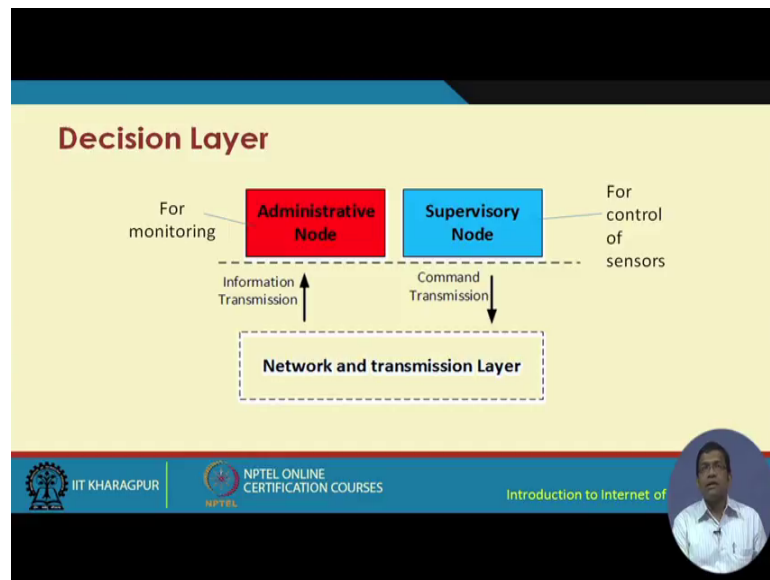 Decision Layer
For
monitoring
Administrative
Node
Supervisory
Node
For
control
of
sensors
Information
Transmission
Command
Transmission
Network and transmission Layer
IIT KHARAGPUR
NPTEL
NPTEL ONLINE
CERTIFICATION COURSES
Introduction to Internet of